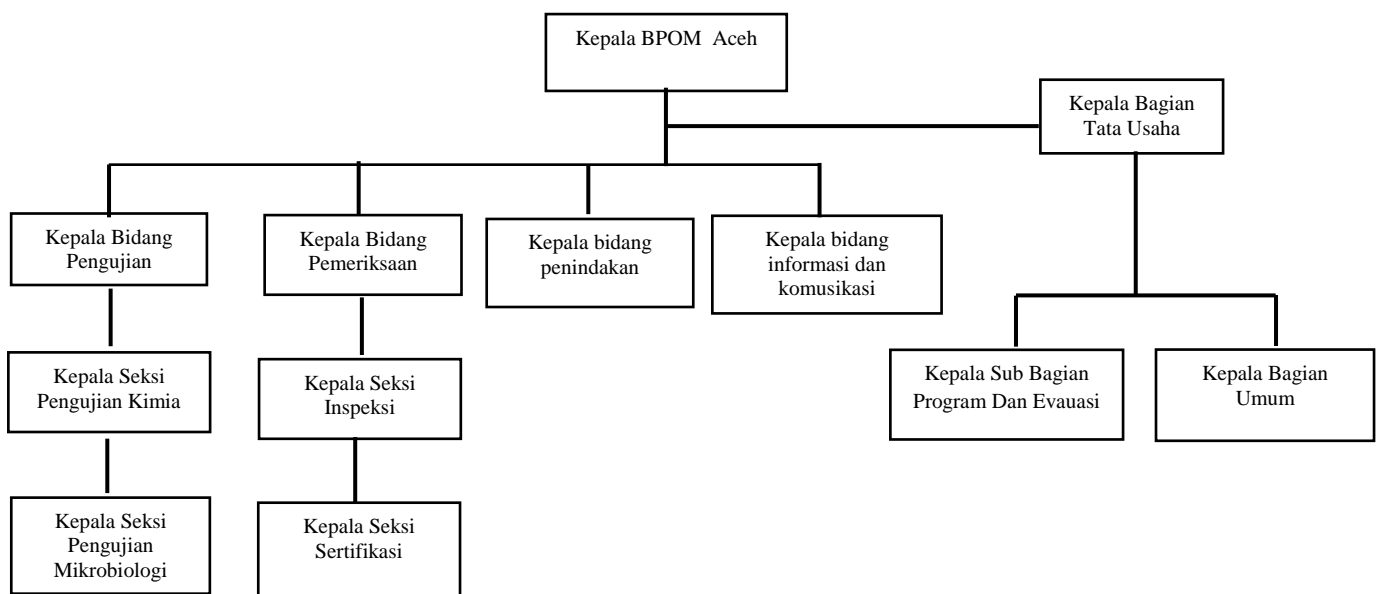 Kepala BPOM Aceh
Kepala Bagian
Tata Usaha
Kepala Bidang
Pengujian
Kepala Bidang
Pemeriksaan
Kepala bidang
penindakan
Kepala bidang
informasi dan
komusikasi
Kepala Seksi
Pengujian Kimia
Kepala Seksi
Inspeksi
Kepala Sub Bagian
Program Dan Evauasi
Kepala Bagian
Umum
Kepala Seksi
Pengujian
Mikrobiologi
Kepala Seksi
Sertifikasi